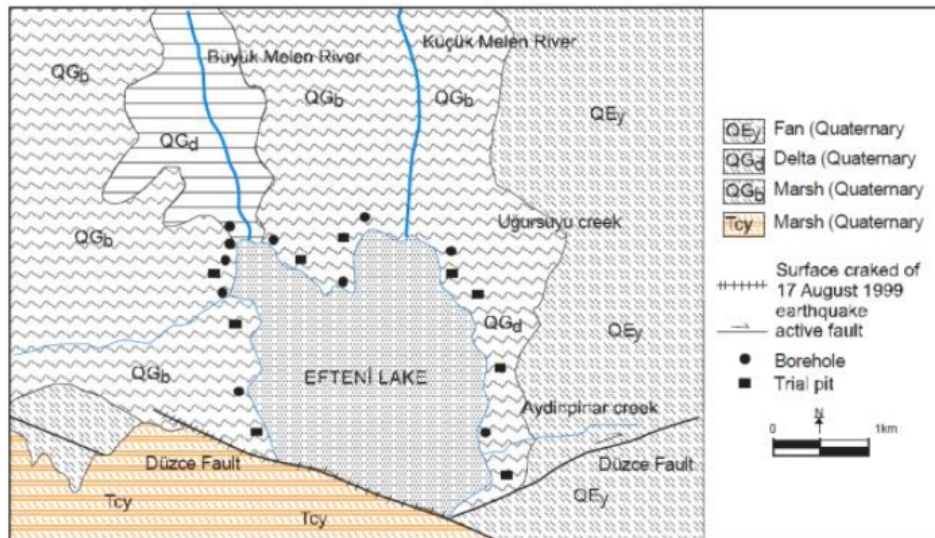 Büyük Melen River
Küçük Melen River
QGb
QGb
QGb
QEy
QGd
QGb
Uğursuyu creek
QGd
QEy
QGb
EFTENİ LAKE
Aydinpinar creek
Düzce Fault
Düzce Fault
QEy
Tcy
Tcy
QEy Fan (Quaternary
QGd Delta (Quaternary
QGb Marsh (Quaternary
Tcy Marsh (Quaternary
Surface craked of
17 August 1999
earthquake
active fault
Borehole
Trial pit
N
0 1km